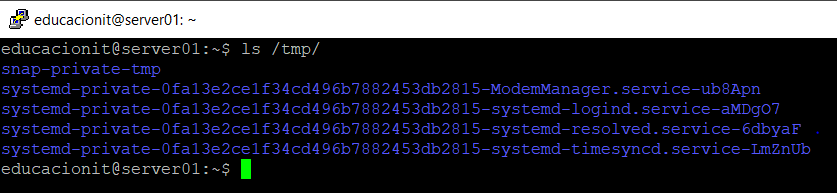 educacionit@server01: ~
educacionit@server01:~$ ls /tmp/
snap-private-tmp
systemd-private-0fa13e2ce1f34cd496b7882453db2815-ModemManager.service-ub8Apn
systemd-private-0fa13e2ce1f34cd496b7882453db2815-systemd-logind.service-aMDgO7
systemd-private-0fa13e2ce1f34cd496b7882453db2815-systemd-resolved.service-6dbyaF
systemd-private-0fa13e2ce1f34cd496b7882453db2815-systemd-timesyncd.service-LmZnUb
educacionit@server01:~$